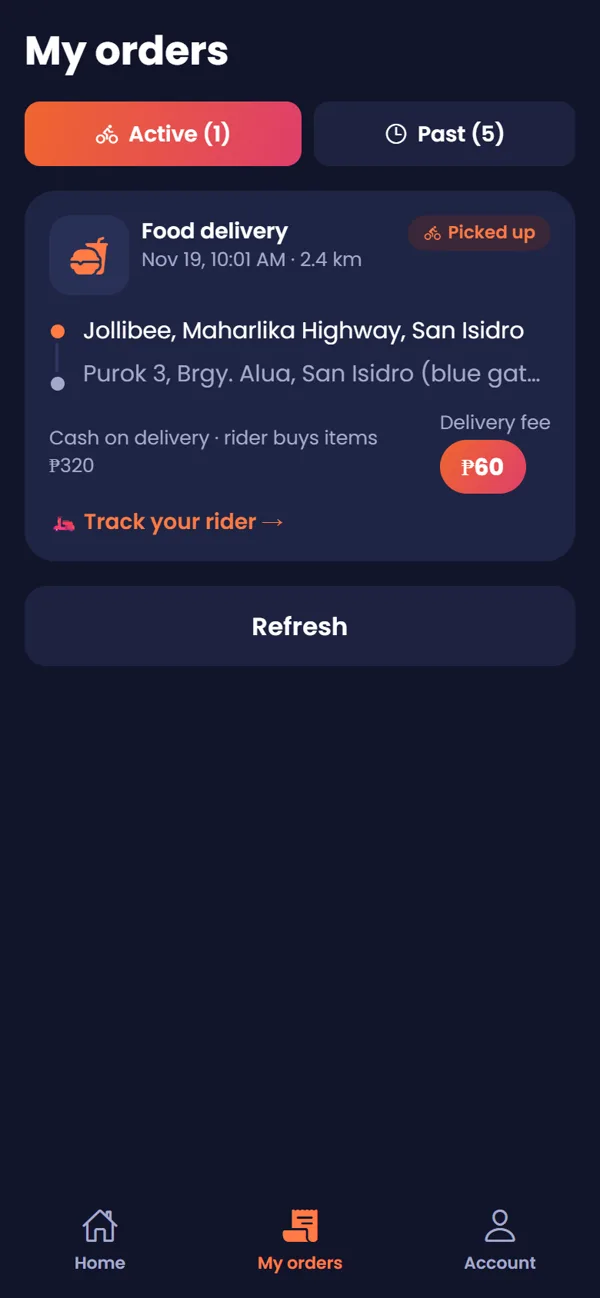 My orders
Active (1)
Past (5)
Food delivery
Picked up
Nov 19, 10:01 AM · 2.4 km
Jollibee, Maharlika Highway, San Isidro
Purok 3, Brgy. Alua, San Isidro (blue gat...
Delivery fee
Cash on delivery · rider buys items
₱320
₱60
Track your rider →
Refresh
Home
My orders
Account